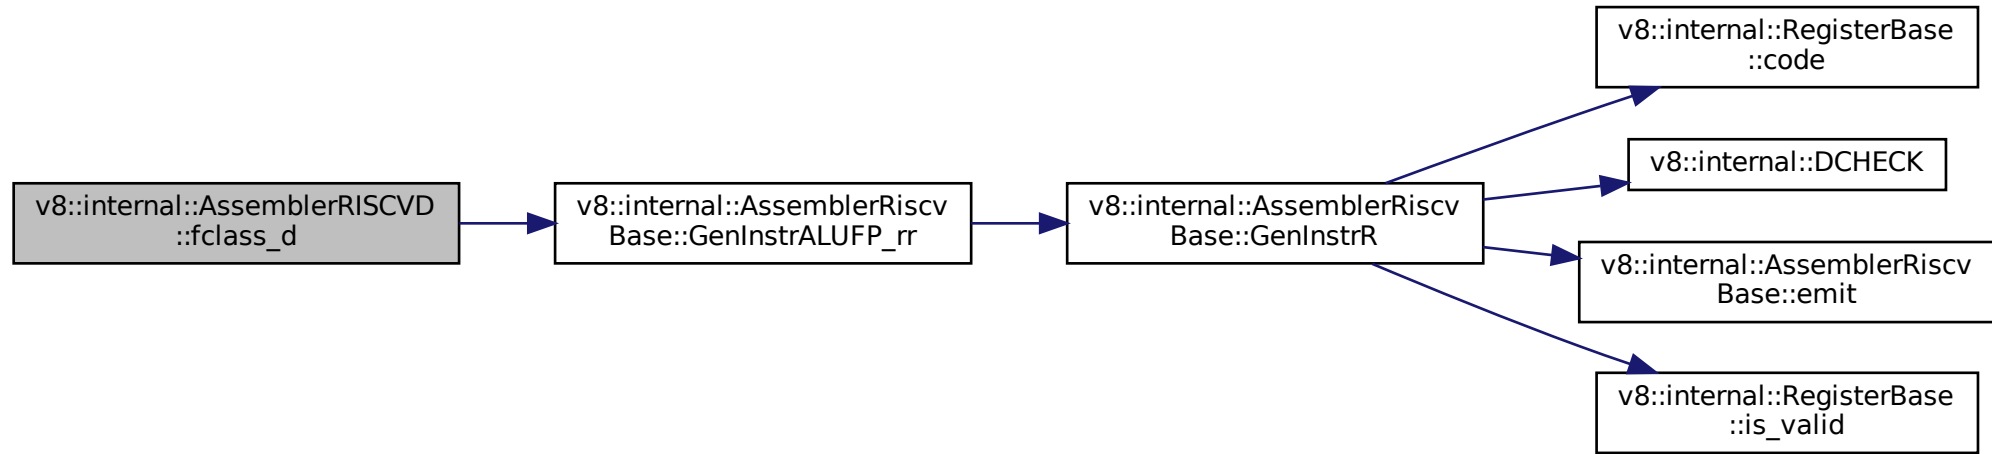 v8::internal::AssemblerRISCVD
::fclass_d
v8::internal::AssemblerRiscv
Base::GenInstrALUFP_rr
v8::internal::AssemblerRiscv
Base::GenInstrR
v8::internal::RegisterBase
::code
v8::internal::DCHECK
v8::internal::AssemblerRiscv
Base::emit
v8::internal::RegisterBase
::is_valid